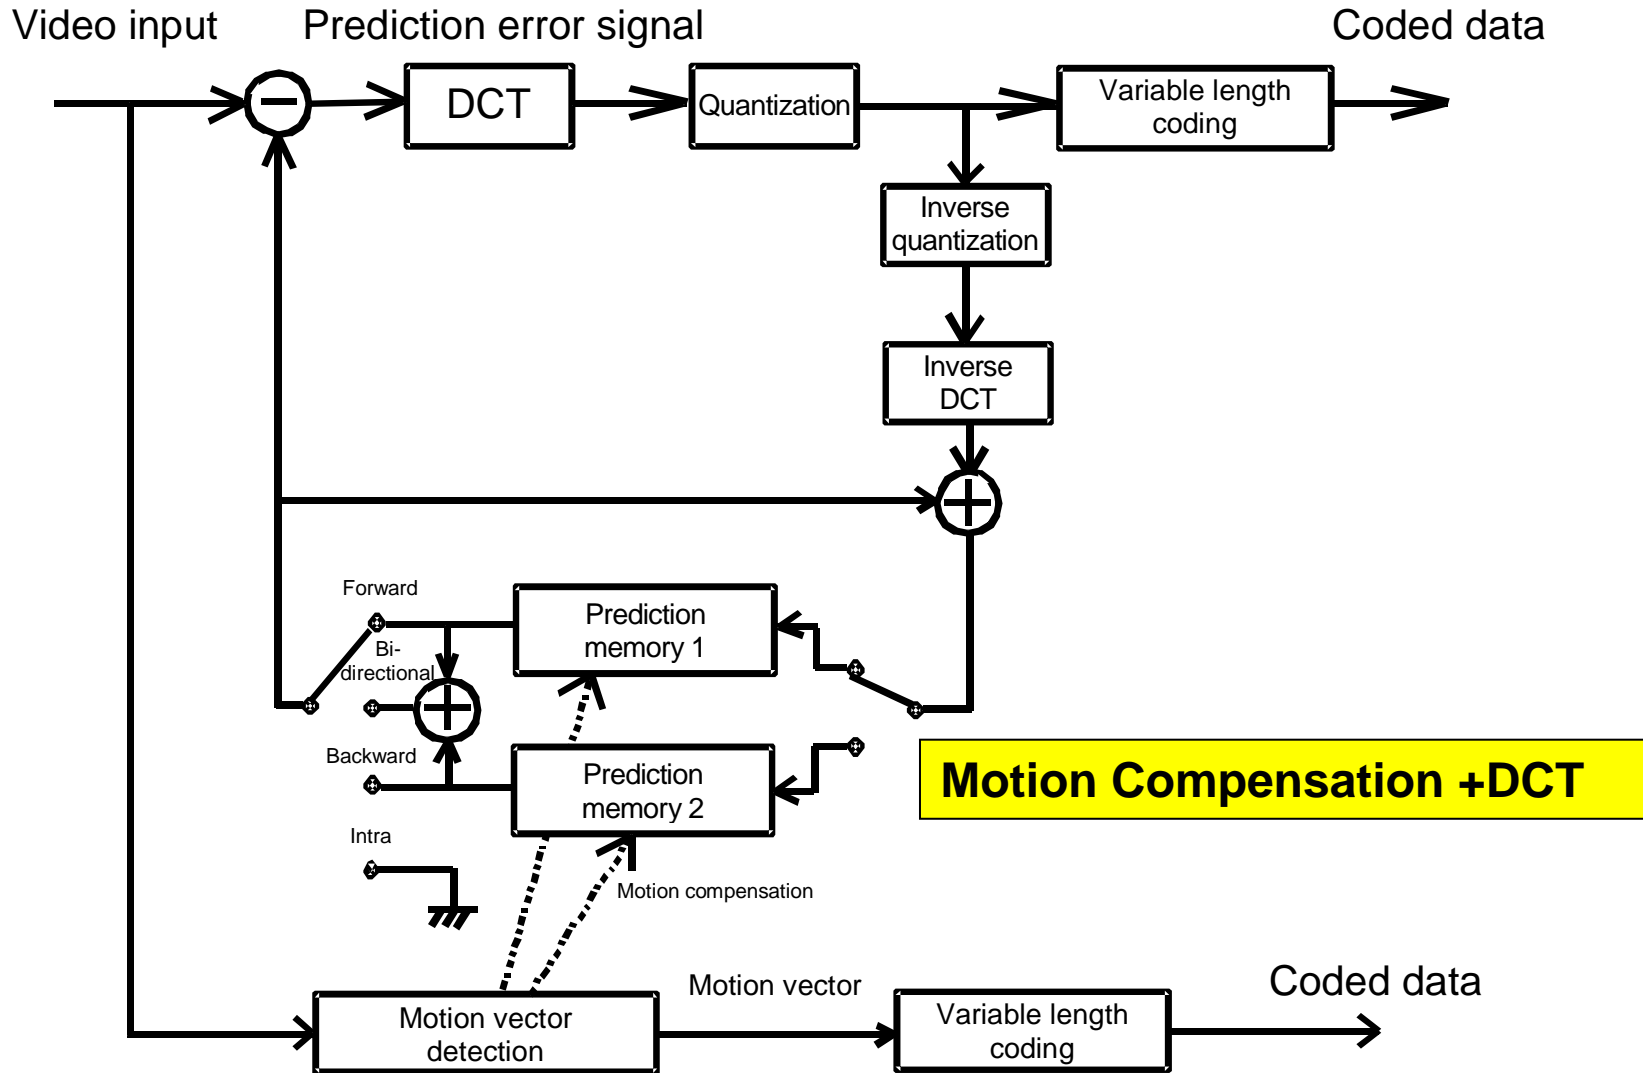 Video input
Prediction error signal
Coded data
DCT
Quantization
Variable length
coding
Inverse
quantization
Inverse
DCT
Forward
Bi-
directional
Backward
Intra
Prediction
memory 1
Prediction
memory 2
Motion Compensation +DCT
Motion compensation
Motion vector
detection
Motion vector
Variable length
coding
Coded data